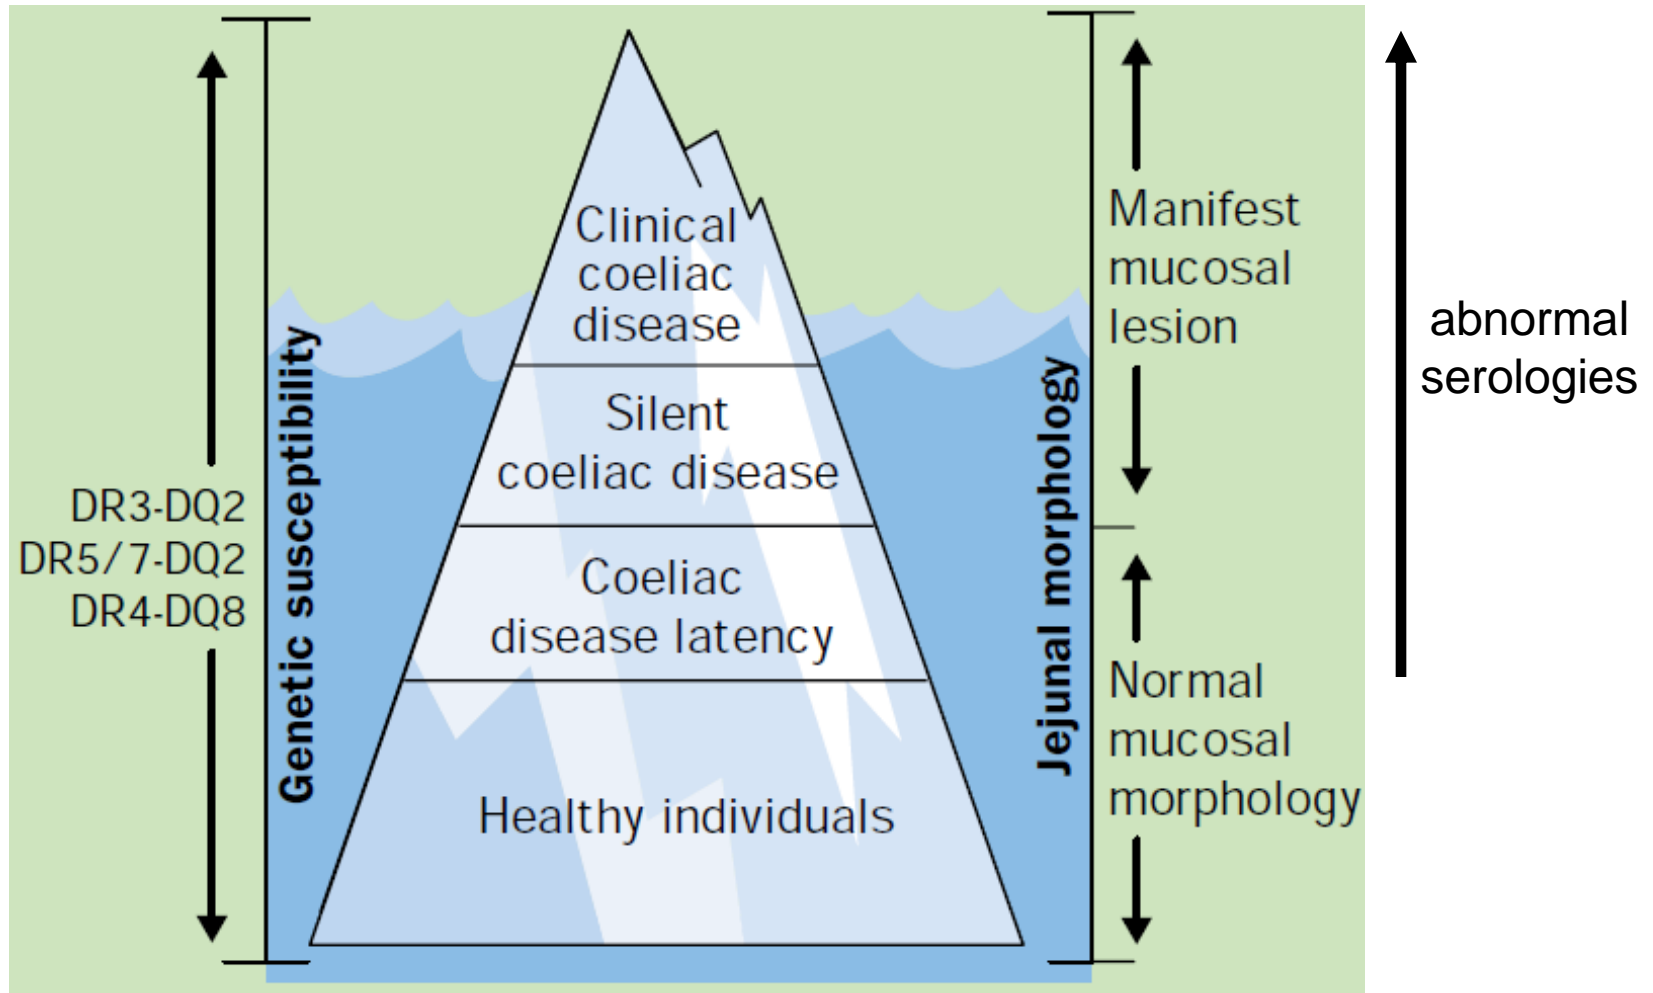 DR3-DQ2
DR5/7-DQ2
DR4-DQ8
Genetic susceptibility
Clinical
coeliac
disease
Silent
coeliac disease
Coeliac
disease latency
Healthy individuals
Jejunal morphology
Manifest
mucosal
lesion
Normal
mucosal
morphology
abnormal
serologies